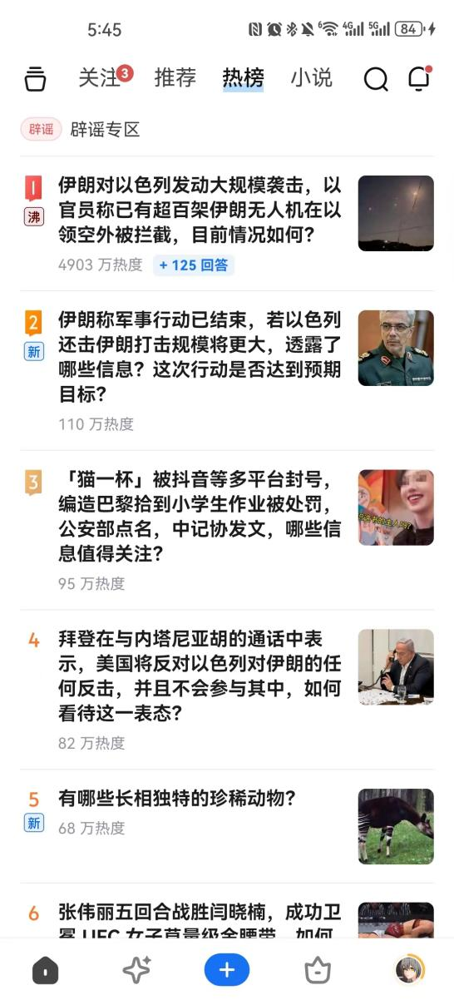 5:45
6 4G 5G 84
关注 3 推荐 热榜 小说
辟谣 辟谣专区
1
沸
伊朗对以色列发动大规模袭击，以
官员称已有超百架伊朗无人机在以
领空外被拦截，目前情况如何？
4903 万热度 + 125 回答
2
新
伊朗称军事行动已结束，若以色列
还击伊朗打击规模将更大，透露了
哪些信息？这次行动是否达到预期
目标？
110 万热度
3
「猫一杯」被抖音等多平台封号，
编造巴黎拾到小学生作业被处罚，
公安部点名，中记协发文，哪些信
息值得关注？
95 万热度
4
拜登在与内塔尼亚胡的通话中表
示，美国将反对以色列对伊朗的任
何反击，并且不会参与其中，如何
看待这一表态？
82 万热度
5
新
有哪些长相独特的珍稀动物？
68 万热度
6
张伟丽五回合战胜闫晓楠，成功卫
冕 UFC 女子草量级金腰带，如何